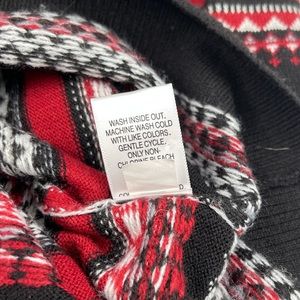 WASH INSIDE OUT.
MACHINE WASH COLD
WITH LIKE COLORS.
GENTLE CYCLE.
ONLY NON-
CHLORINE BLEACH